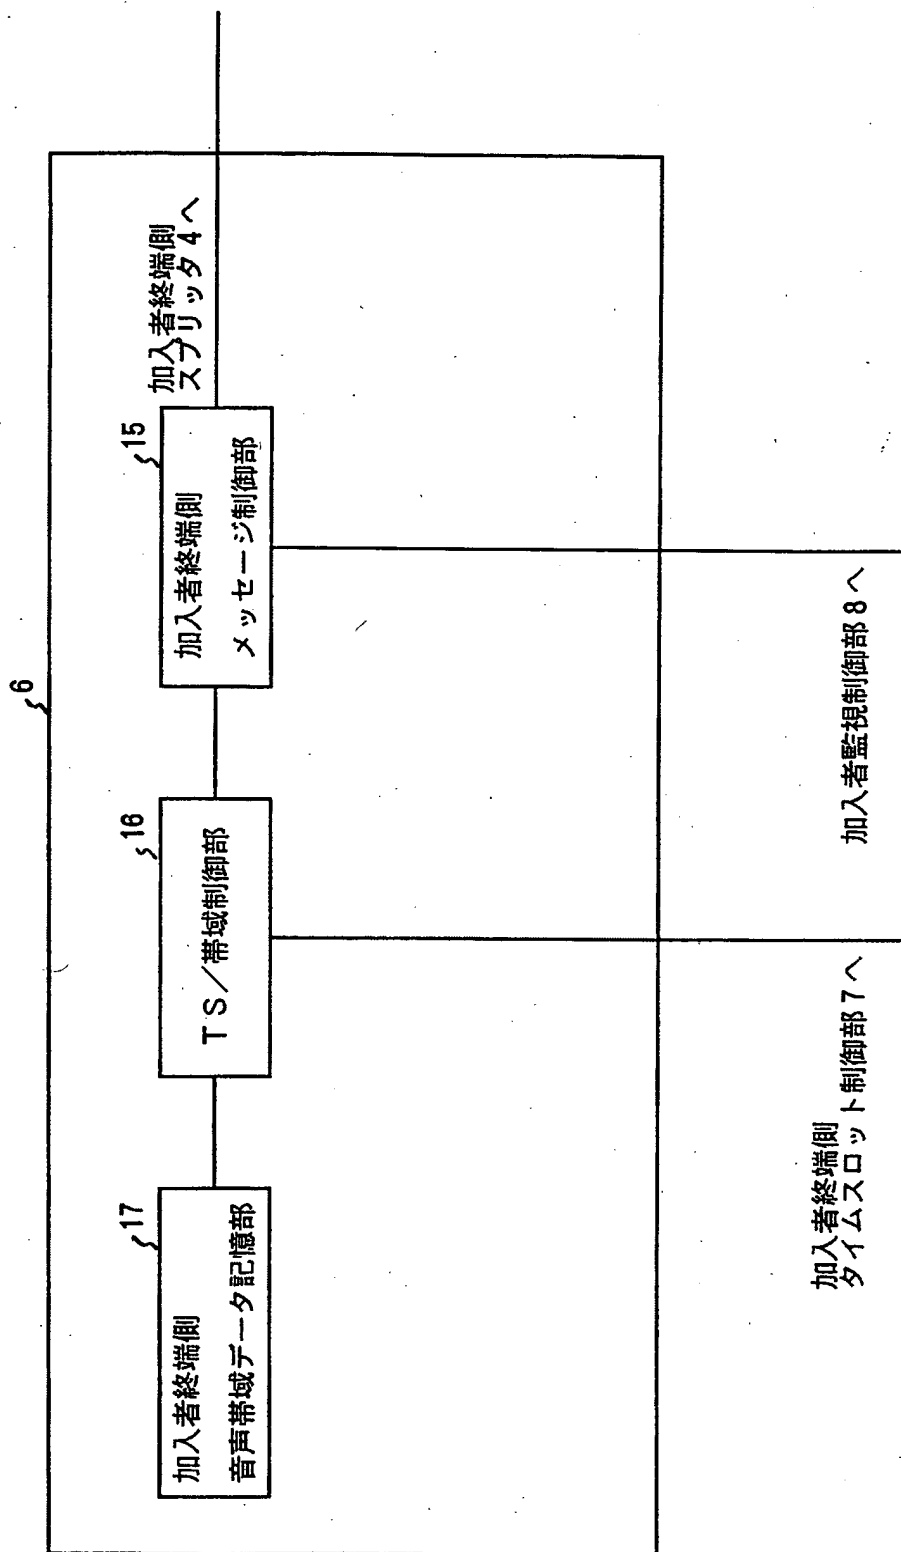 6
17
加入者終端側
音声帯域データ記憶部
16
TS/帯域制御部
15
加入者終端側
メッセージ制御部
加入者終端側
スプリッタ4へ
加入者終端側
タイムスロット制御部7へ
加入者監視制御部8へ